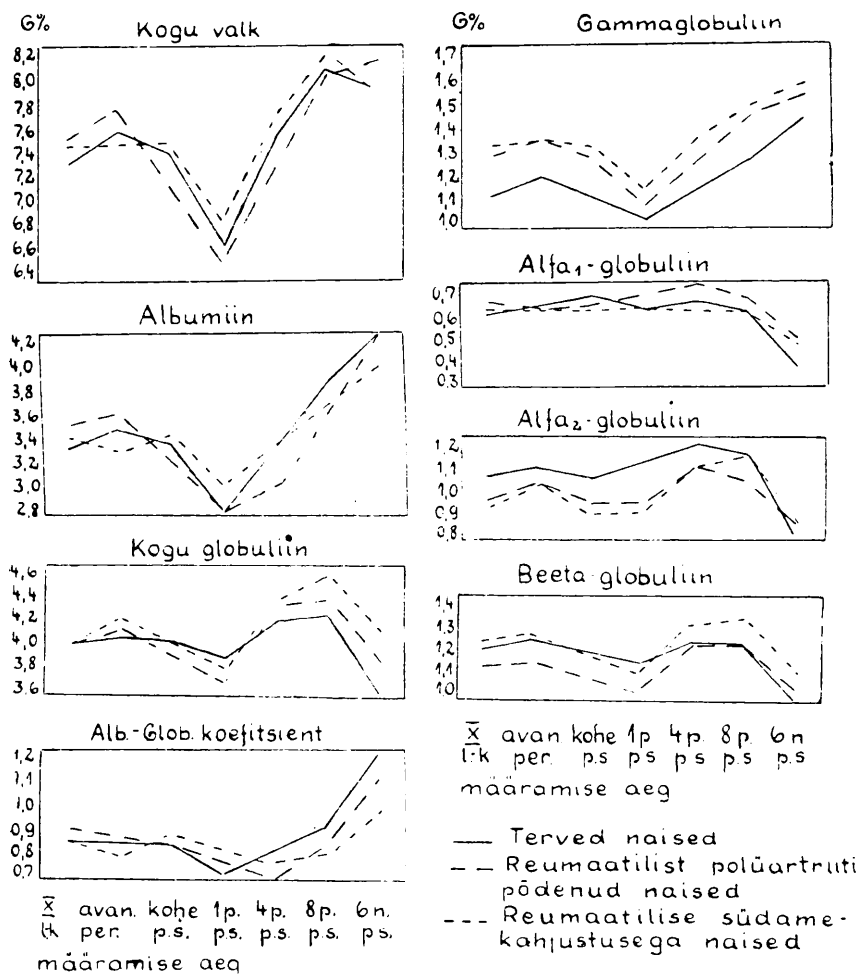 G%
Kogu valk
8,2
8,0
7,8
7,6
7,4
7,2
7,0
6,8
6,6
6,4
Albumiin
4,2
4,0
3,8
3,6
3,4
3,2
3,0
2,8
Kogu globuliin
4,6
4,4
4,2
4,0
3,8
3,6
Alb.-Glob. koefitsient
1,2
1,1
1,0
0,9
0,8
0,7
x̄ avan. kohe 1p. 4p. 8p. 6n.
l:k per. p.s. p.s. p.s. p.s. p.s.
määramise aeg
G%
Gammaglobuliin
1,7
1,6
1,5
1,4
1,3
1,2
1,1
1,0
Alfa₁-globuliin
0,7
0,6
0,5
0,4
0,3
Alfa₂-globuliin
1,2
1,1
1,0
0,9
0,8
Beeta globuliin
1,4
1,3
1,2
1,1
1,0
x̄ avan. kohe 1p 4p. 8p. 6n
l:k per. p.s p.s p.s p.s p.s
määramise aeg
Terved naised
Reumaatilist polüartriiti
põdenud naised
Reumaatilise südame-
kahjustusega naised